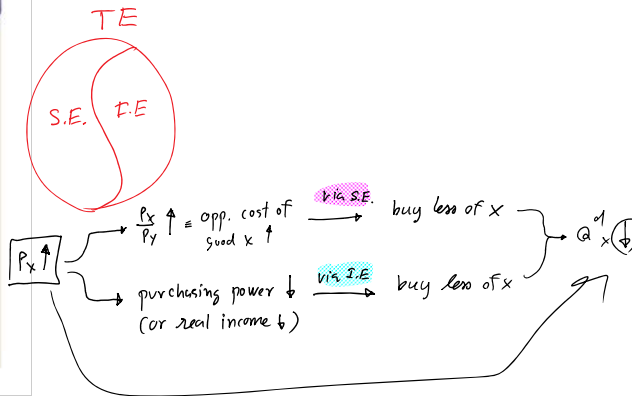 TE
S.E. I.E
Px ↑
Px/Py ↑ ≡ opp. cost of
good x ↑
via S.E.
buy less of x
purchasing power ↓
(or real income ↓)
via I.E
buy less of x
Qᵈx ↓